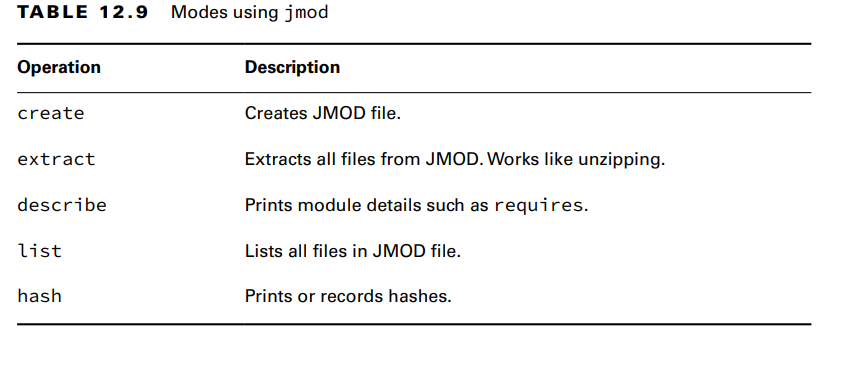 TABLE 12.9 Modes using jmod
Operation Description
create Creates JMOD file.
extract Extracts all files from JMOD. Works like unzipping.
describe Prints module details such as requires.
list Lists all files in JMOD file.
hash Prints or records hashes.